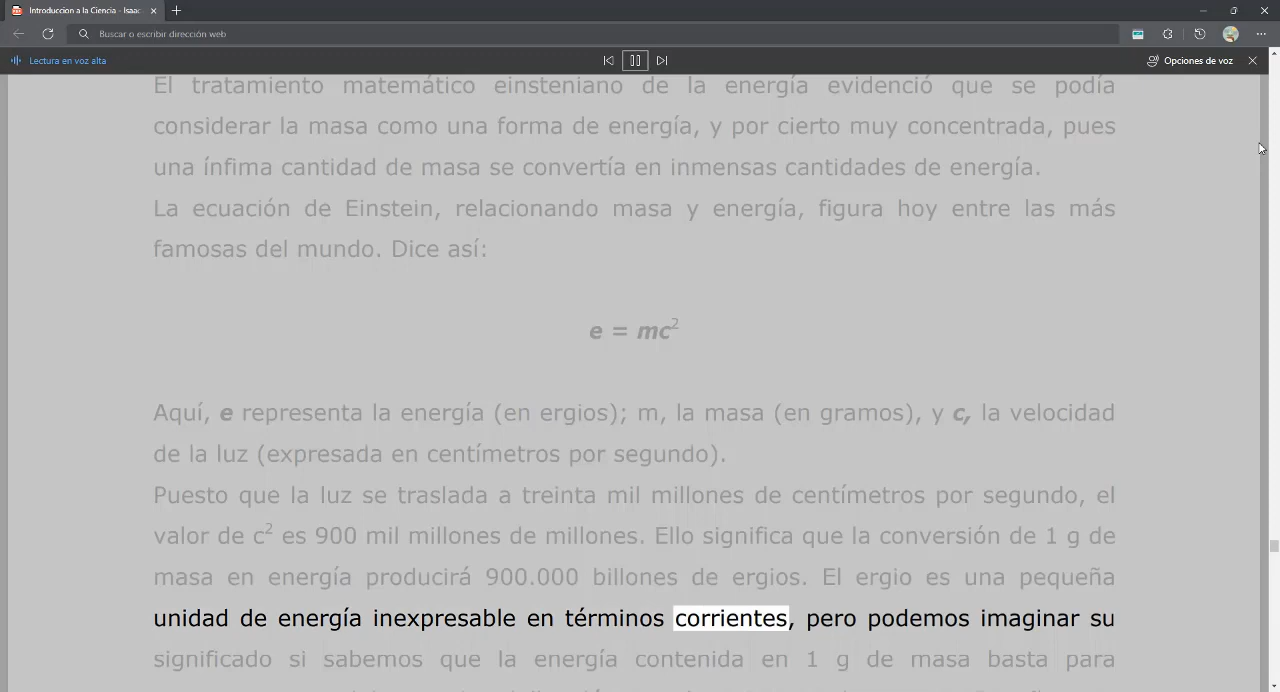 Introduccion a la Ciencia - Isaac
Buscar o escribir dirección web
Lectura en voz alta
Opciones de voz
El tratamiento matemático einsteniano de la energía evidenció que se podía
considerar la masa como una forma de energía, y por cierto muy concentrada, pues
una ínfima cantidad de masa se convertía en inmensas cantidades de energía.
La ecuación de Einstein, relacionando masa y energía, figura hoy entre las más
famosas del mundo. Dice así:
e = mc²
Aquí, e representa la energía (en ergios); m, la masa (en gramos), y c, la velocidad
de la luz (expresada en centímetros por segundo).
Puesto que la luz se traslada a treinta mil millones de centímetros por segundo, el
valor de c² es 900 mil millones de millones. Ello significa que la conversión de 1 g de
masa en energía producirá 900.000 billones de ergios. El ergio es una pequeña
unidad de energía inexpresable en términos corrientes, pero podemos imaginar su
significado si sabemos que la energía contenida en 1 g de masa basta para